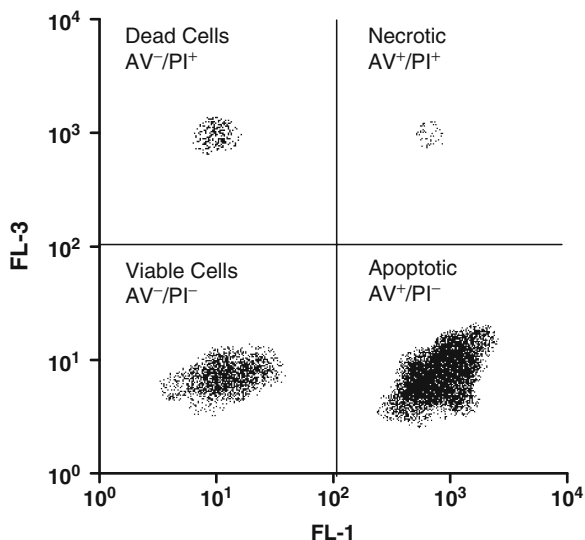 10⁴
Dead Cells
AV⁻/PI⁺
Necrotic
AV⁺/PI⁺
10³
FL-3
10²
Viable Cells
AV⁻/PI⁻
Apoptotic
AV⁺/PI⁻
10¹
10⁰
10⁰
10¹
10²
10³
10⁴
FL-1